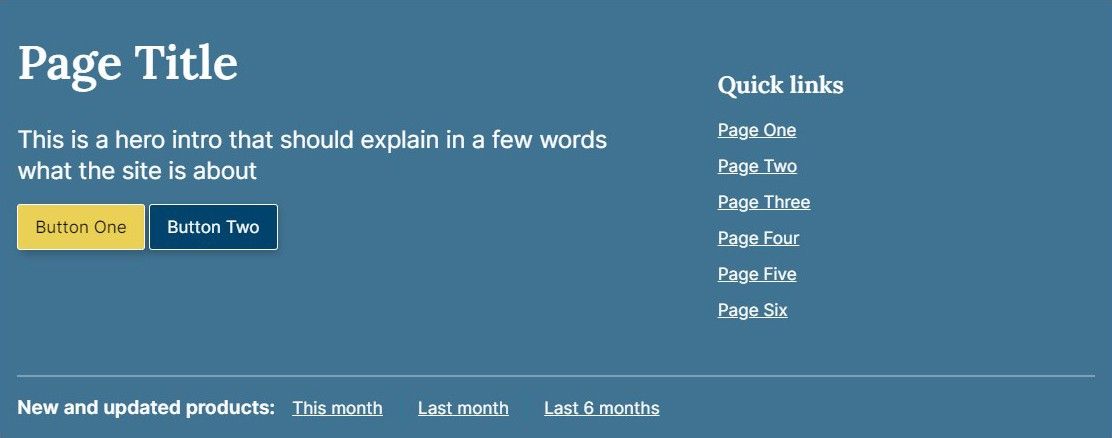 Page Title
This is a hero intro that should explain in a few words
what the site is about
Button One Button Two
Quick links
Page One
Page Two
Page Three
Page Four
Page Five
Page Six
New and updated products: This month Last month Last 6 months